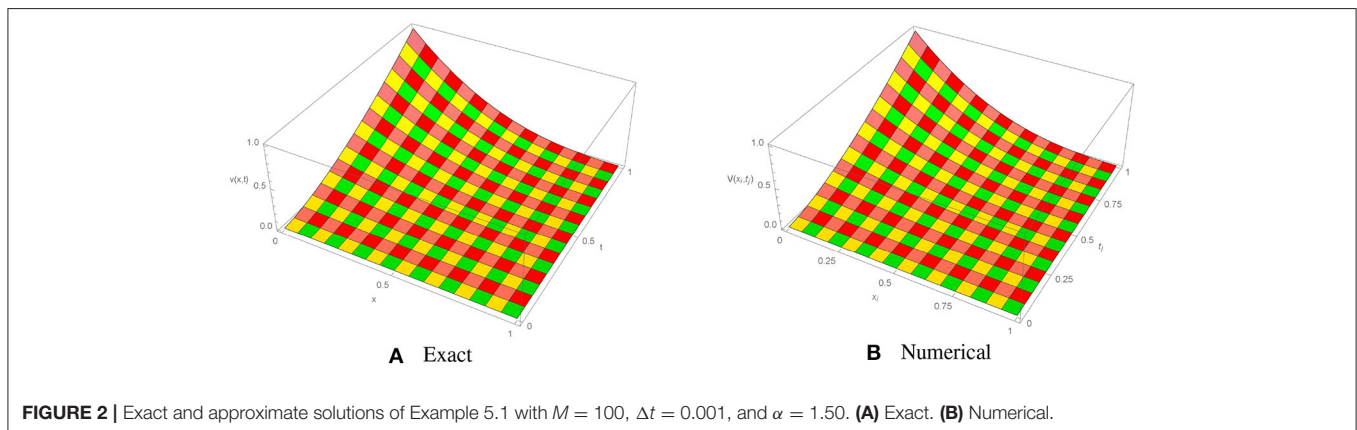 1.0
v(x,t)
0.5
0.0
0
0.5
x
1
0
0.5
t
1
A Exact
1.0
V(xᵢ,tⱼ)
0.5
0.0
0
0.25
0.5
xᵢ
0.75
1
0
0.25
0.5
tⱼ
0.75
1
B Numerical
FIGURE 2 | Exact and approximate solutions of Example 5.1 with M = 100, Δt = 0.001, and α = 1.50. (A) Exact. (B) Numerical.